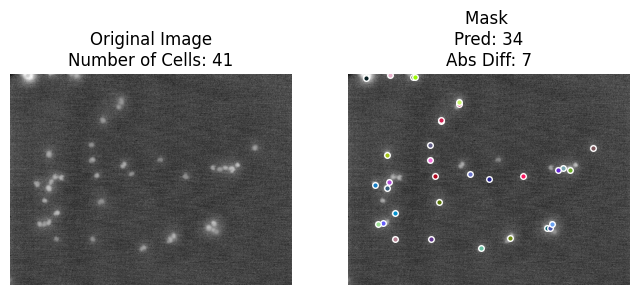 Original Image
Number of Cells: 41
Mask
Pred: 34
Abs Diff: 7